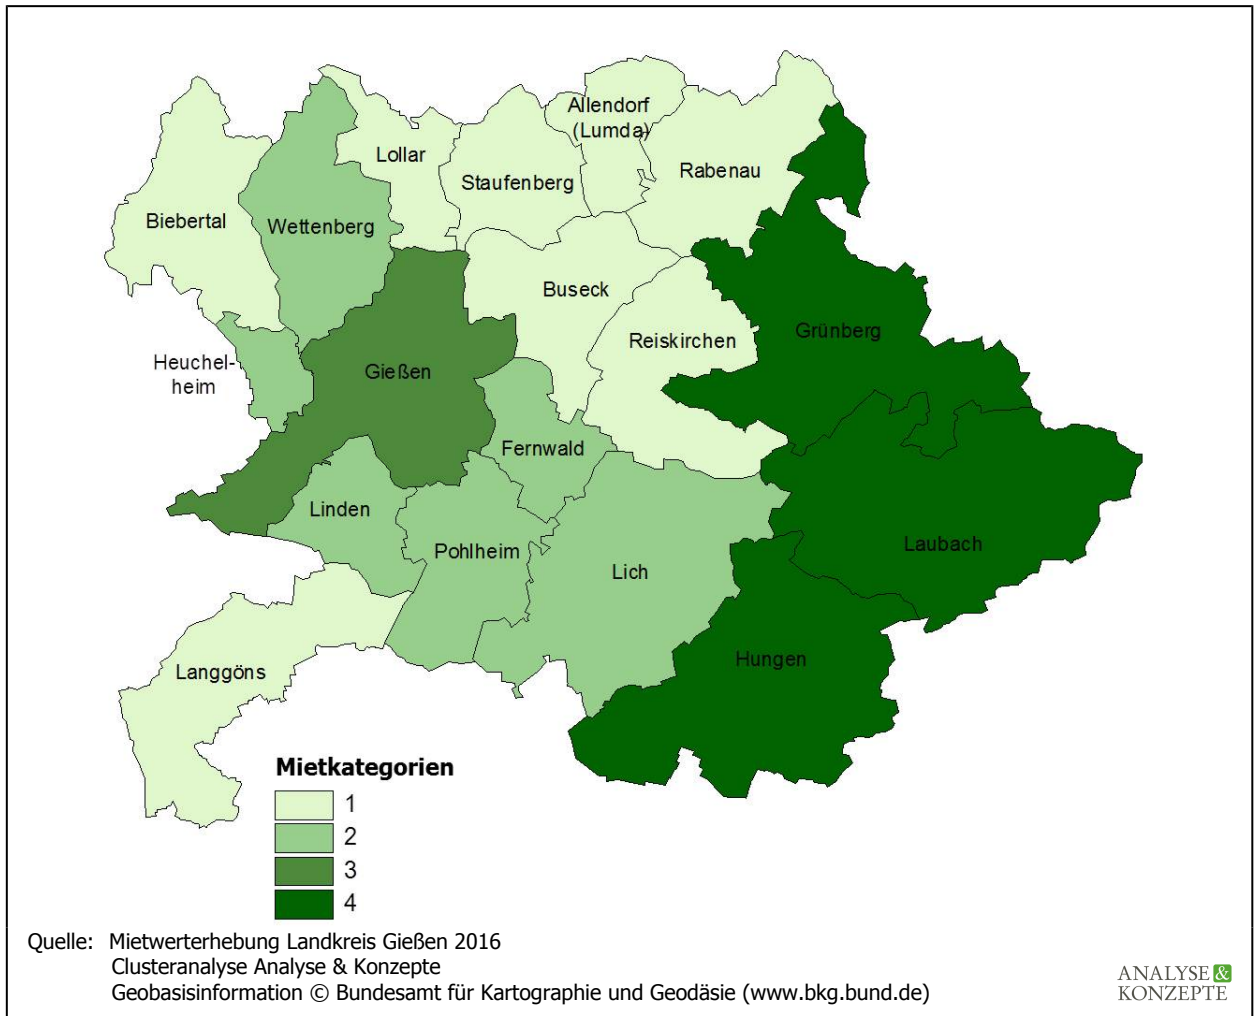 Allendorf
(Lumda)
Lollar
Rabenau
Staufenberg
Biebertal
Wettenberg
Buseck
Grünberg
Reiskirchen
Heuchel-
heim
Gießen
Fernwald
Linden
Laubach
Pohlheim
Lich
Hungen
Langgöns
Mietkategorien
1
2
3
4
Quelle: Mietwerterhebung Landkreis Gießen 2016
Clusteranalyse Analyse & Konzepte
Geobasisinformation © Bundesamt für Kartographie und Geodäsie (www.bkg.bund.de)
ANALYSE &
KONZEPTE